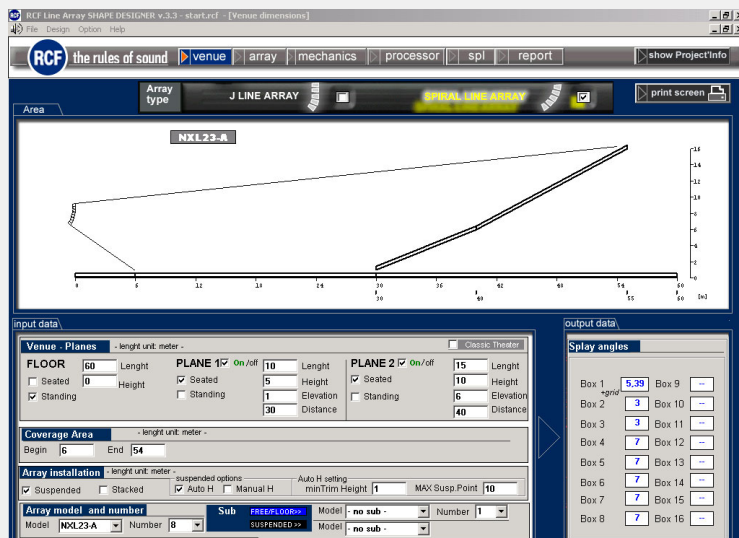 RCF Line Array SHAPE DESIGNER v.3.3 - start.rcf - [Venue dimensions]
File Design Option Help
RCF the rules of sound venue array mechanics processor spl report show Project'Info
Array type J LINE ARRAY SPIRAL LINE ARRAY print screen
Area
NXL23-A
16
14
12
10
8
6
4
2
0
0 6 12 18 24 30 36 42 48 54 60
30 40 55 60 [m]
input data output data
Venue - Planes - lenght unit: meter - Classic Theater Splay angles
FLOOR 60 Lenght PLANE 1 On/off 10 Lenght PLANE 2 On/off 15 Lenght
Seated 0 Height Seated 5 Height Seated 10 Height Box 1 5,39 Box 9 --
Standing Standing 1 Elevation Standing 6 Elevation +grid Box 2 3 Box 10 --
30 Distance 40 Distance
Box 3 3 Box 11 --
Coverage Area - lenght unit: meter -
Begin 6 End 54 Box 4 7 Box 12 --
Array installation - lenght unit: meter - suspended options Auto H setting Box 5 7 Box 13 --
Suspended Stacked Auto H Manual H minTrim Height 1 MAX Susp.Point 10 Box 6 7 Box 14 --
Array model and number Sub FREE/FLOOR>> Model - no sub - Number 1 Box 7 7 Box 15 --
Model NXL23-A Number 8 SUSPENDED >> Model - no sub - Box 8 7 Box 16 --